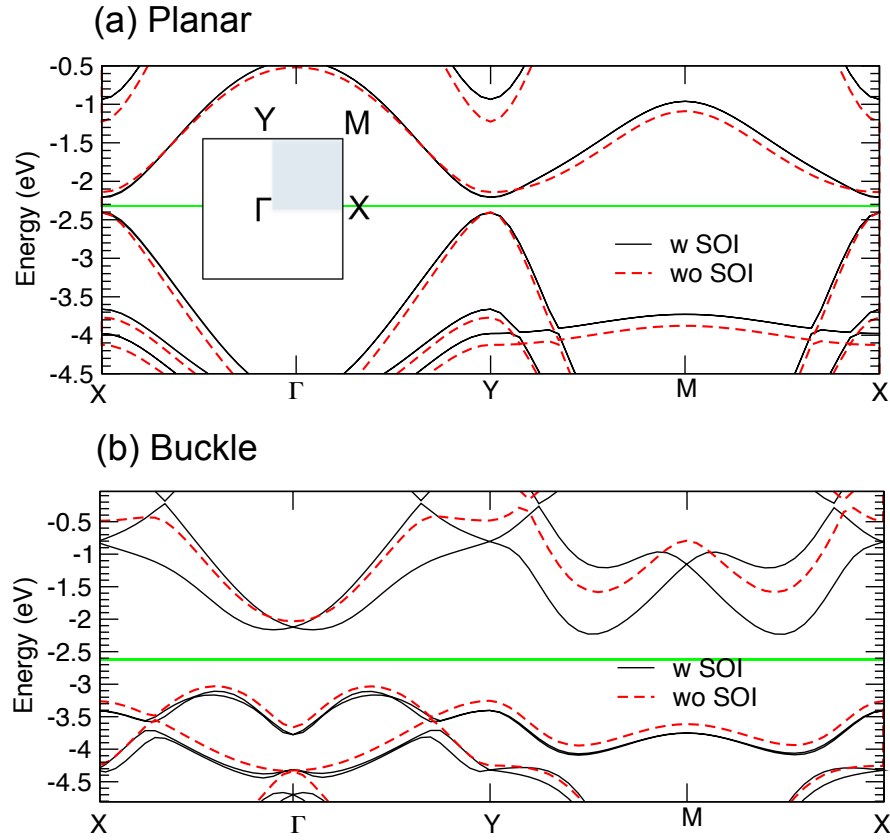 (a) Planar
-0.5
-1
-1.5
-2
-2.5
-3
-3.5
-4
-4.5
Energy (eV)
Y
M
Γ
X
w SOI
wo SOI
X
Γ
Y
M
X
(b) Buckle
-0.5
-1
-1.5
-2
-2.5
-3
-3.5
-4
-4.5
Energy (eV)
w SOI
wo SOI
X
Γ
Y
M
X